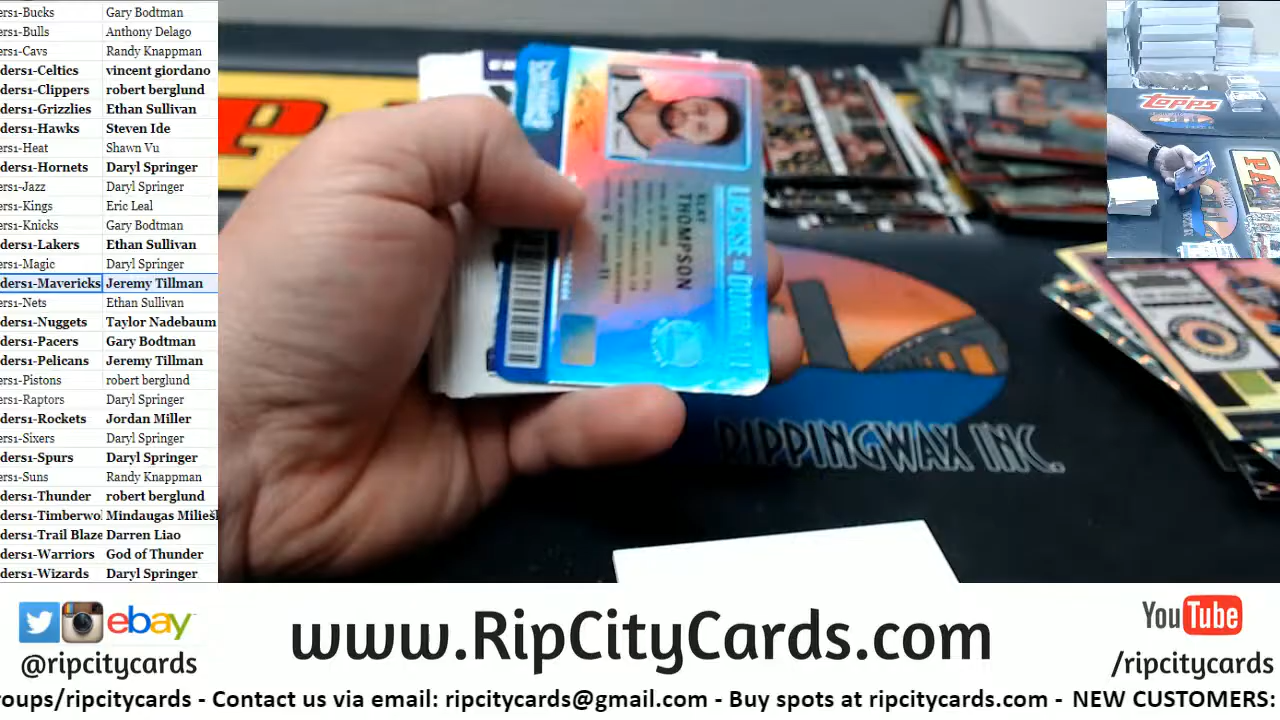 ers1-Bucks Gary Bodtman
ers1-Bulls Anthony Delago
ers1-Cavs Randy Knappman
ders1-Celtics vincent giordano
ders1-Clippers robert berglund
ders1-Grizzlies Ethan Sullivan
ders1-Hawks Steven Ide
ers1-Heat Shawn Vu
ders1-Hornets Daryl Springer
ers1-Jazz Daryl Springer
ers1-Kings Eric Leal
ers1-Knicks Gary Bodtman
ders1-Lakers Ethan Sullivan
ers1-Magic Daryl Springer
ders1-Mavericks Jeremy Tillman
ers1-Nets Ethan Sullivan
ders1-Nuggets Taylor Nadebaum
ders1-Pacers Gary Bodtman
ders1-Pelicans Jeremy Tillman
ers1-Pistons robert berglund
ers1-Raptors Daryl Springer
ders1-Rockets Jordan Miller
ers1-Sixers Daryl Springer
ders1-Spurs Daryl Springer
ers1-Suns Randy Knappman
ders1-Thunder robert berglund
ders1-Timberwol Mindaugas Milieš
ders1-Trail Blaze Darren Liao
ders1-Warriors God of Thunder
ders1-Wizards Daryl Springer
KLAY
THOMPSON
LICENSE TO DOMINATE
RIPPINGWAX INC.
Topps
PA
ebay
@ripcitycards
www.RipCityCards.com
YouTube
/ripcitycards
roups/ripcitycards - Contact us via email: ripcitycards@gmail.com - Buy spots at ripcitycards.com - NEW CUSTOMERS: